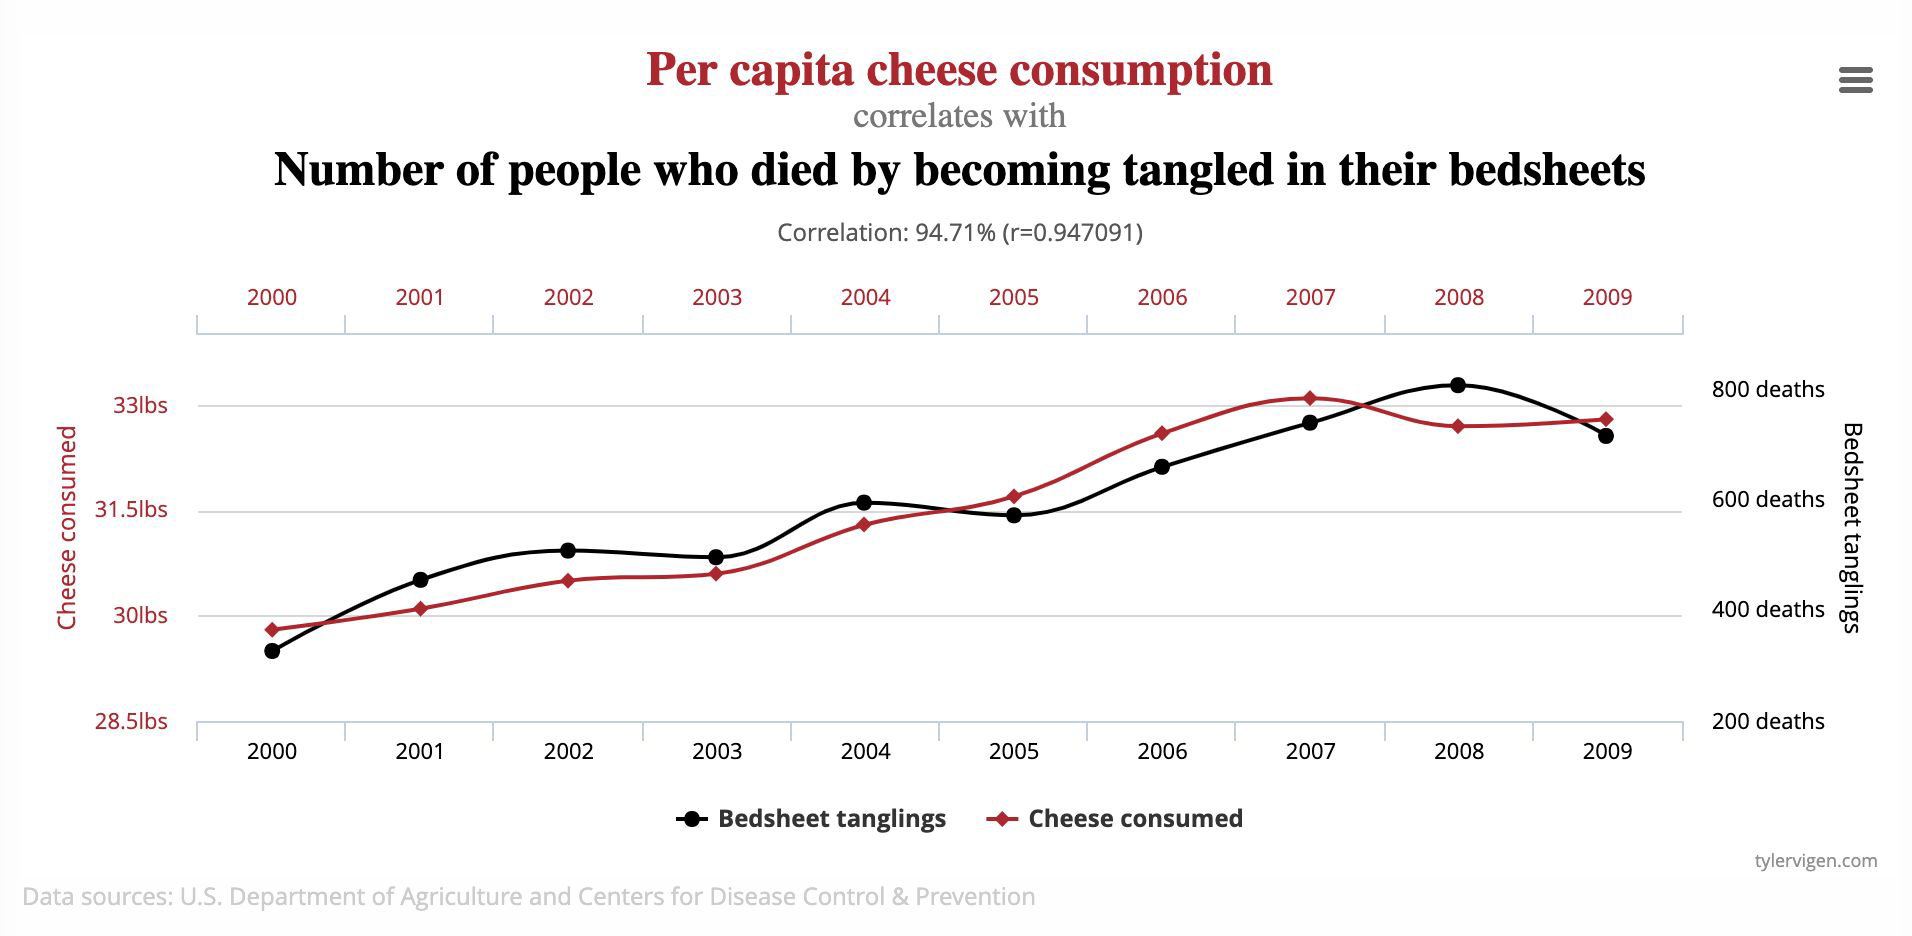 Per capita cheese consumption
correlates with
Number of people who died by becoming tangled in their bedsheets
Correlation: 94.71% (r=0.947091)
2000 2001 2002 2003 2004 2005 2006 2007 2008 2009
Cheese consumed
33lbs
31.5lbs
30lbs
28.5lbs
800 deaths
600 deaths
400 deaths
200 deaths
Bedsheet tanglings
2000 2001 2002 2003 2004 2005 2006 2007 2008 2009
Bedsheet tanglings Cheese consumed
tylervigen.com
Data sources: U.S. Department of Agriculture and Centers for Disease Control & Prevention